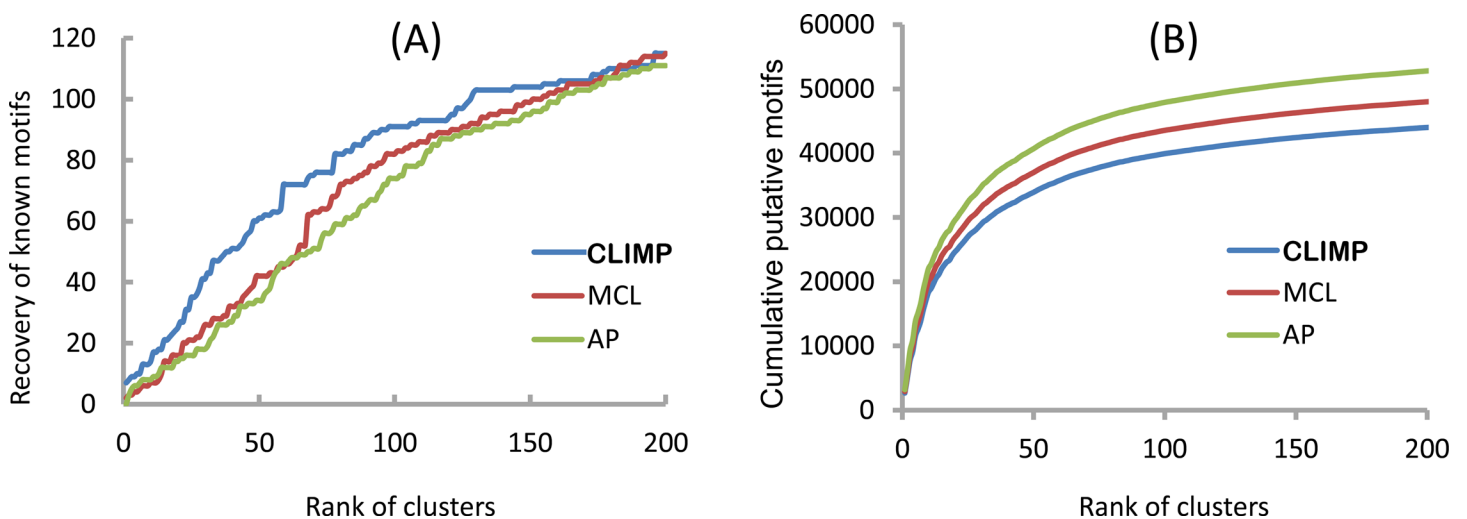 (A)
Recovery of known motifs
120
100
80
60
40
20
0
0 50 100 150 200
Rank of clusters
CLIMP
MCL
AP
(B)
Cumulative putative motifs
60000
50000
40000
30000
20000
10000
0
0 50 100 150 200
Rank of clusters
CLIMP
MCL
AP